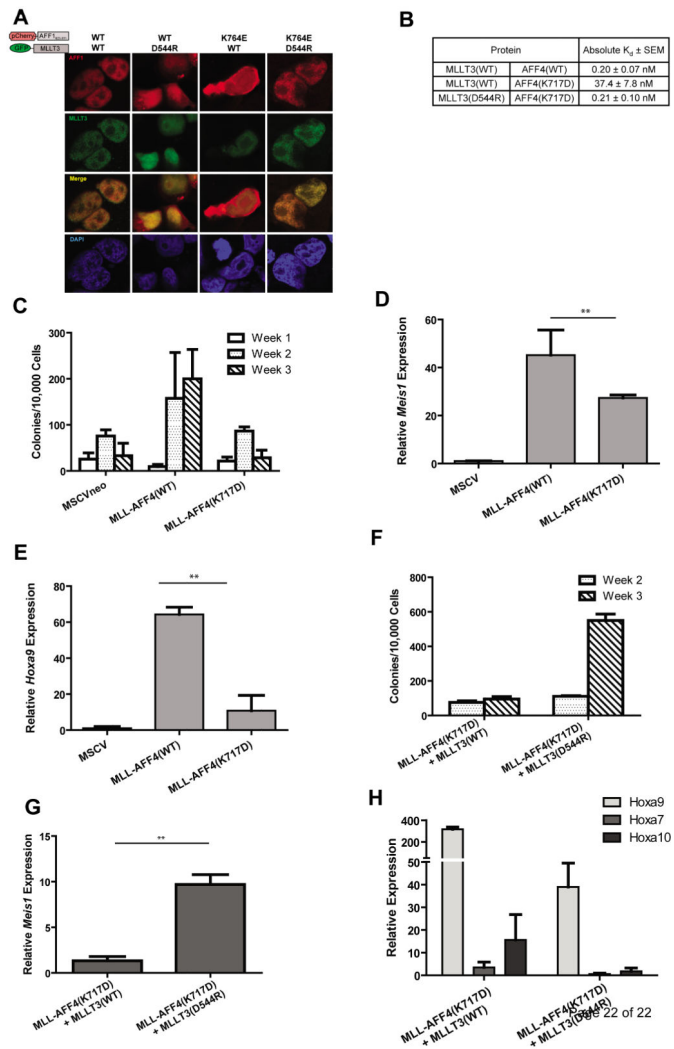 A
pCherry AFF1
GFP MLLT3
WT WT K764E K764E
WT D544R WT D544R
AFF1
MLLT3
Merge
DAPI
B
Protein Absolute Kd ± SEM
MLLT3(WT) AFF4(WT) 0.20 ± 0.07 nM
MLLT3(WT) AFF4(K717D) 37.4 ± 7.8 nM
MLLT3(D544R) AFF4(K717D) 0.21 ± 0.10 nM
C
Colonies/10,000 Cells
300
200
100
0
Week 1
Week 2
Week 3
MSCVneo
MLL-AFF4(WT)
MLL-AFF4(K717D)
D
Relative Meis1 Expression
60
40
20
0
**
MSCV
MLL-AFF4(WT)
MLL-AFF4(K717D)
E
Relative Hoxa9 Expression
80
60
40
20
0
**
MSCV
MLL-AFF4(WT)
MLL-AFF4(K717D)
F
Colonies/10,000 Cells
800
600
400
200
0
Week 2
Week 3
MLL-AFF4(K717D)
+ MLLT3(WT)
MLL-AFF4(K717D)
+ MLLT3(D544R)
G
Relative Meis1 Expression
15
10
5
0
**
MLL-AFF4(K717D)
+ MLLT3(WT)
MLL-AFF4(K717D)
+ MLLT3(D544R)
H
Relative Expression
400
300
200
50
40
30
20
10
0
Hoxa9
Hoxa7
Hoxa10
MLL-AFF4(K717D)
+ MLLT3(WT)
MLL-AFF4(K717D)
+ MLLT3(D544R)
Page 22 of 22